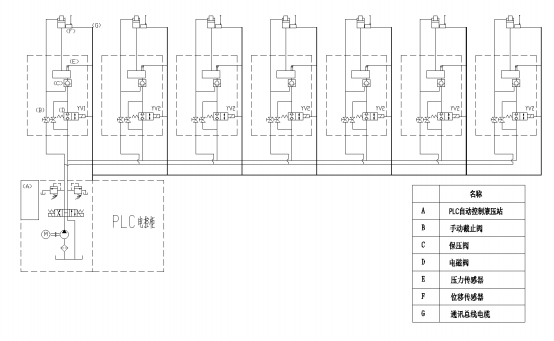 (G)
(F)
(E)
(C)
(B)
(D)
YV1
YV2
YV2
YV2
YV2
YV2
YV2
(A)
M
PLC电控柜
名称
A PLC自动控制液压站
B 手动截止阀
C 保压阀
D 电磁阀
E 压力传感器
F 位移传感器
G 通讯总线电缆